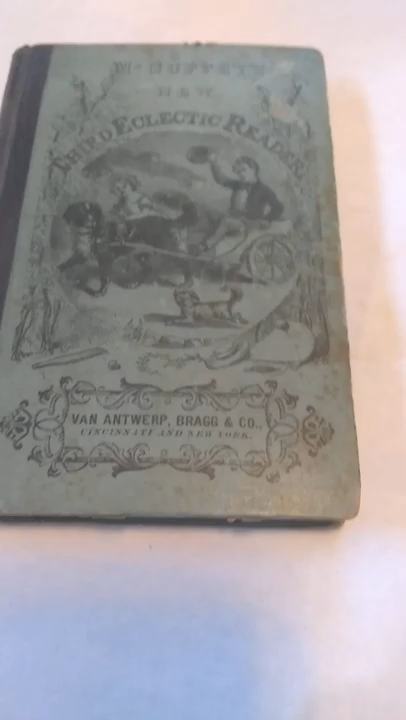 McGUFFEY'S
NEW
THIRD ECLECTIC READER.
VAN ANTWERP, BRAGG & CO.,
CINCINNATI AND NEW YORK.